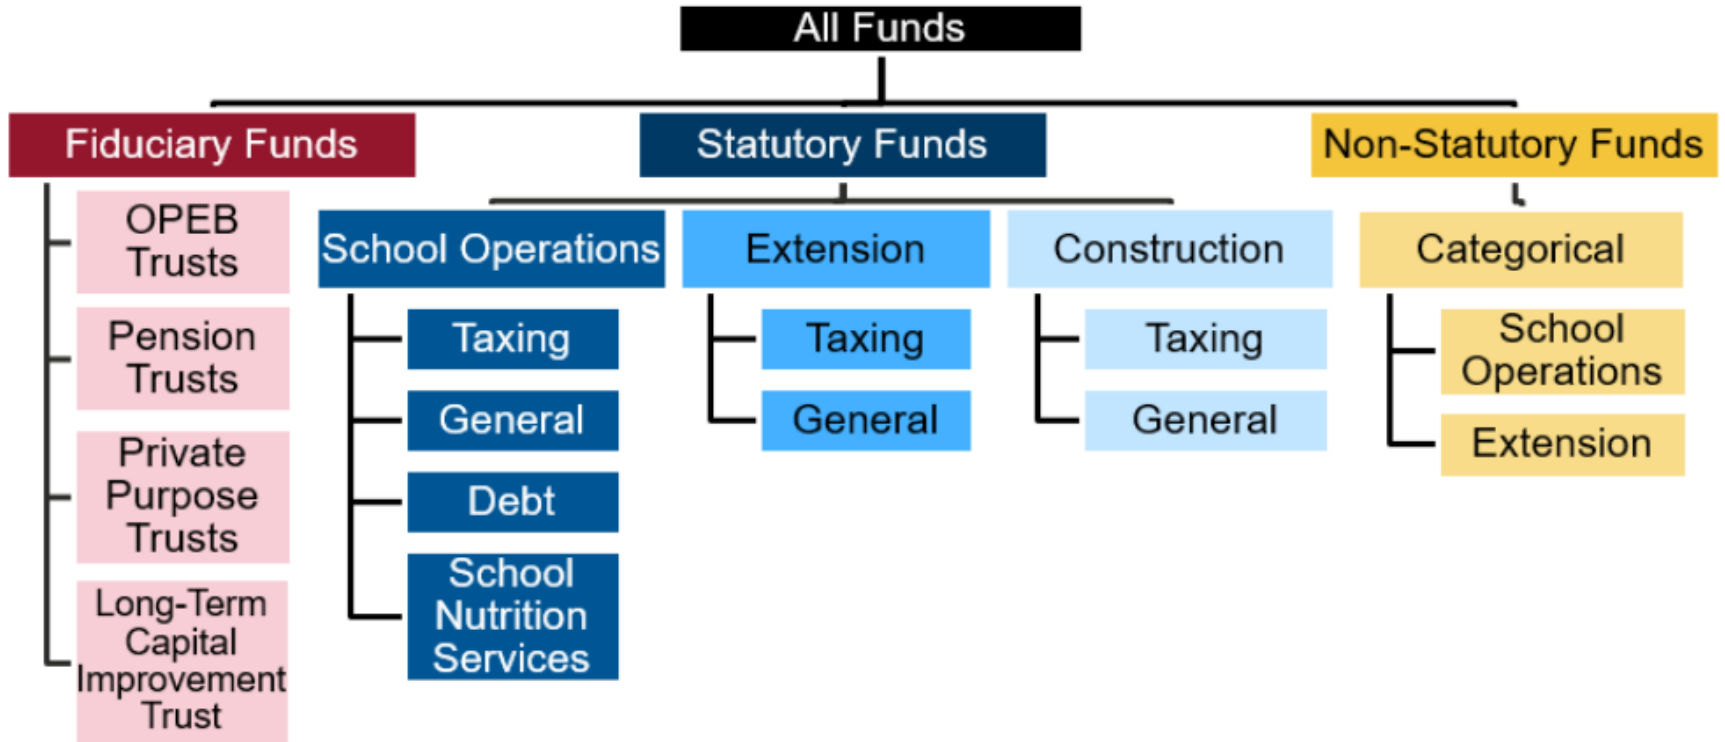 All Funds
Fiduciary Funds
Statutory Funds
Non-Statutory Funds
OPEB
Trusts
Pension
Trusts
Private
Purpose
Trusts
Long-Term
Capital
Improvement
Trust
School Operations
Taxing
General
Debt
School
Nutrition
Services
Extension
Taxing
General
Construction
Taxing
General
Categorical
School
Operations
Extension